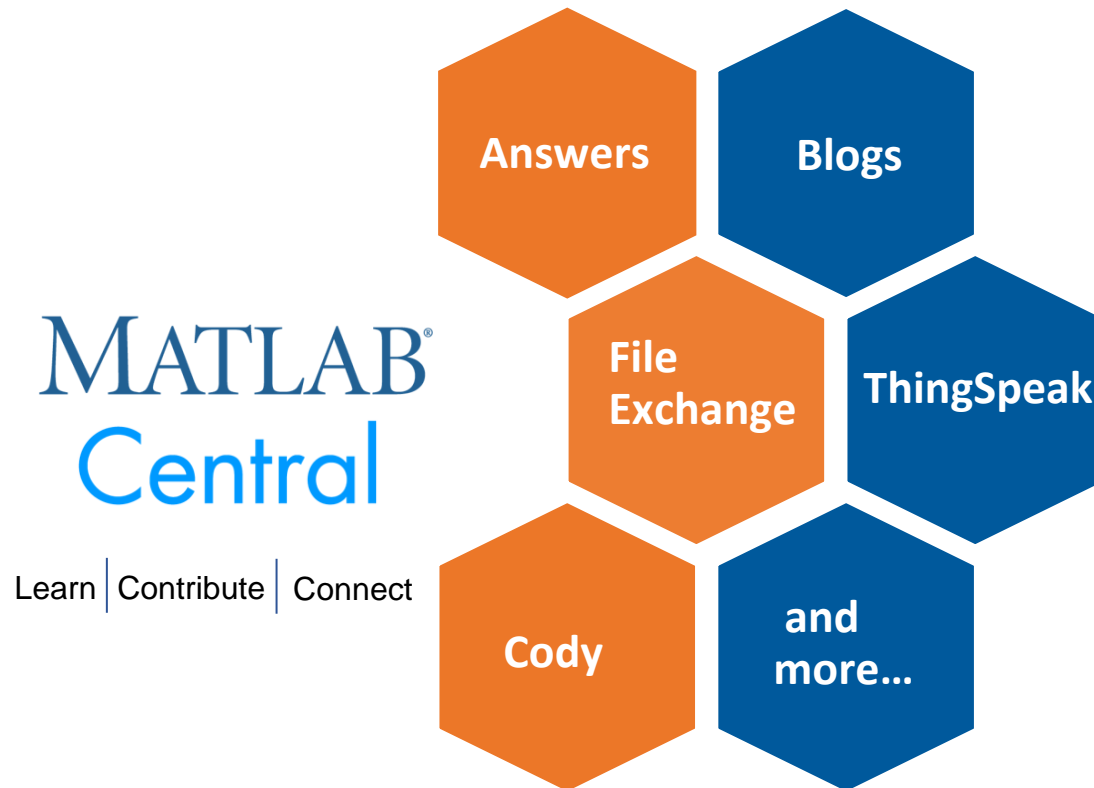 MATLAB®
Central
Learn | Contribute | Connect
Answers
Blogs
File
Exchange
ThingSpeak
Cody
and
more…